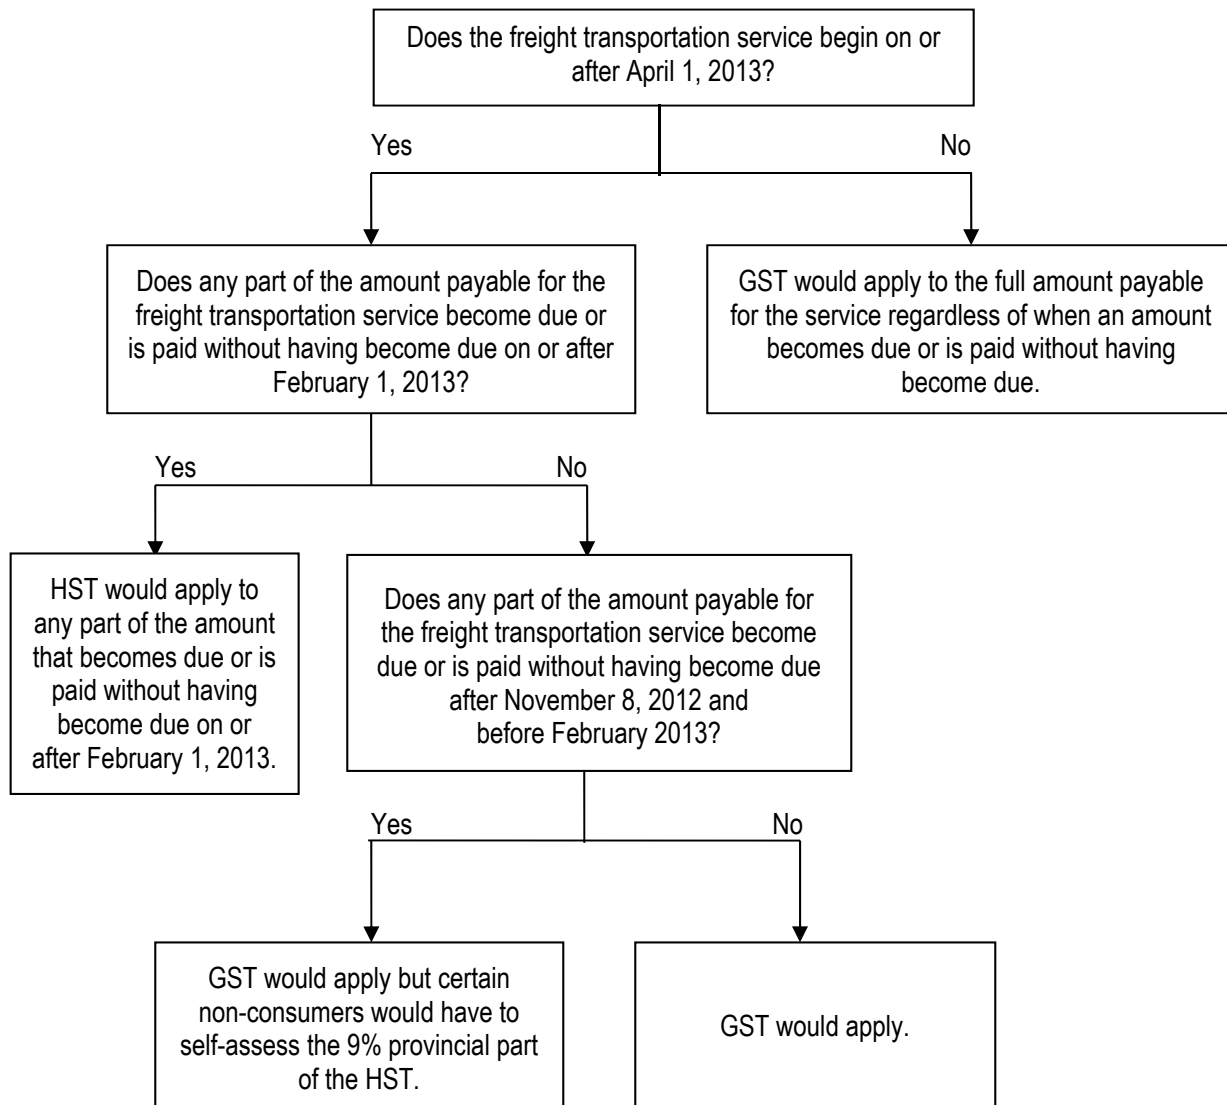 Does the freight transportation service begin on or
after April 1, 2013?
Yes
No
Does any part of the amount payable for the
freight transportation service become due or
is paid without having become due on or after
February 1, 2013?
GST would apply to the full amount payable
for the service regardless of when an amount
becomes due or is paid without having
become due.
Yes
No
HST would apply to
any part of the amount
that becomes due or is
paid without having
become due on or
after February 1, 2013.
Does any part of the amount payable for
the freight transportation service become
due or is paid without having become due
after November 8, 2012 and
before February 2013?
Yes
No
GST would apply but certain
non-consumers would have to
self-assess the 9% provincial part
of the HST.
GST would apply.